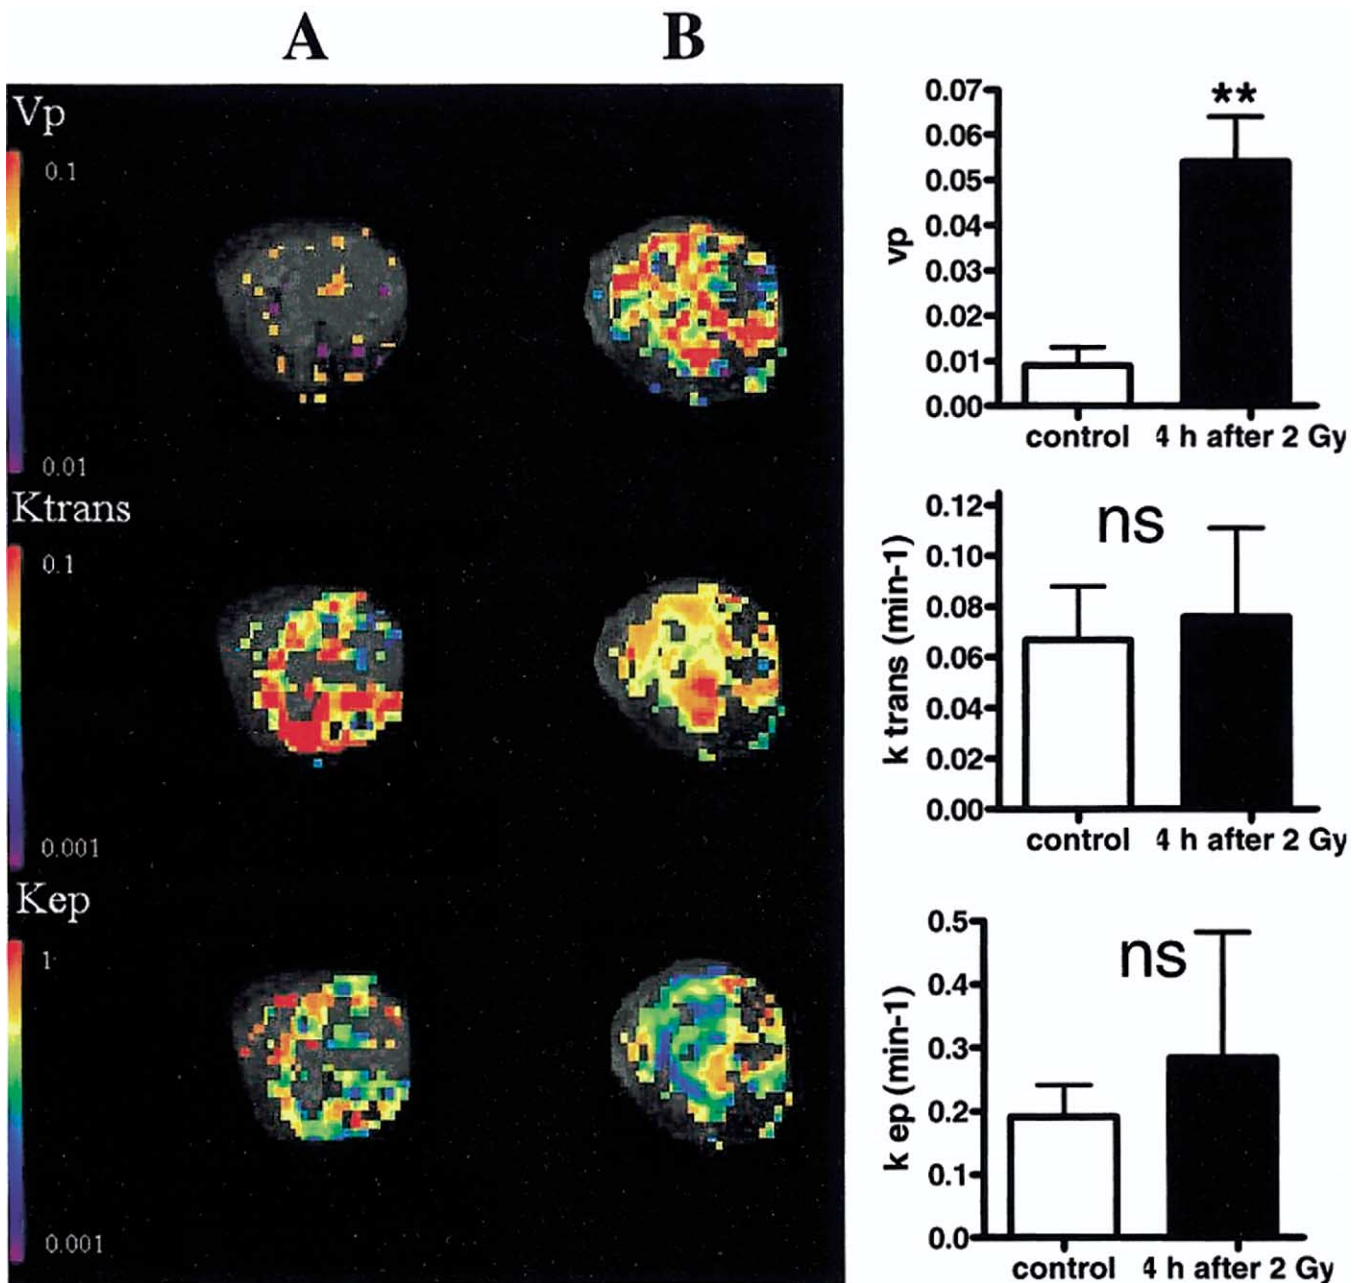 A
B
Vp
0.1
0.01
Ktrans
0.1
0.001
Kep
1
0.001
vp
0.07
0.06
0.05
0.04
0.03
0.02
0.01
0.00
**
control
4 h after 2 Gy
k trans (min-1)
0.12
0.10
0.08
0.06
0.04
0.02
0.00
ns
control
4 h after 2 Gy
k ep (min-1)
0.5
0.4
0.3
0.2
0.1
0.0
ns
control
4 h after 2 Gy